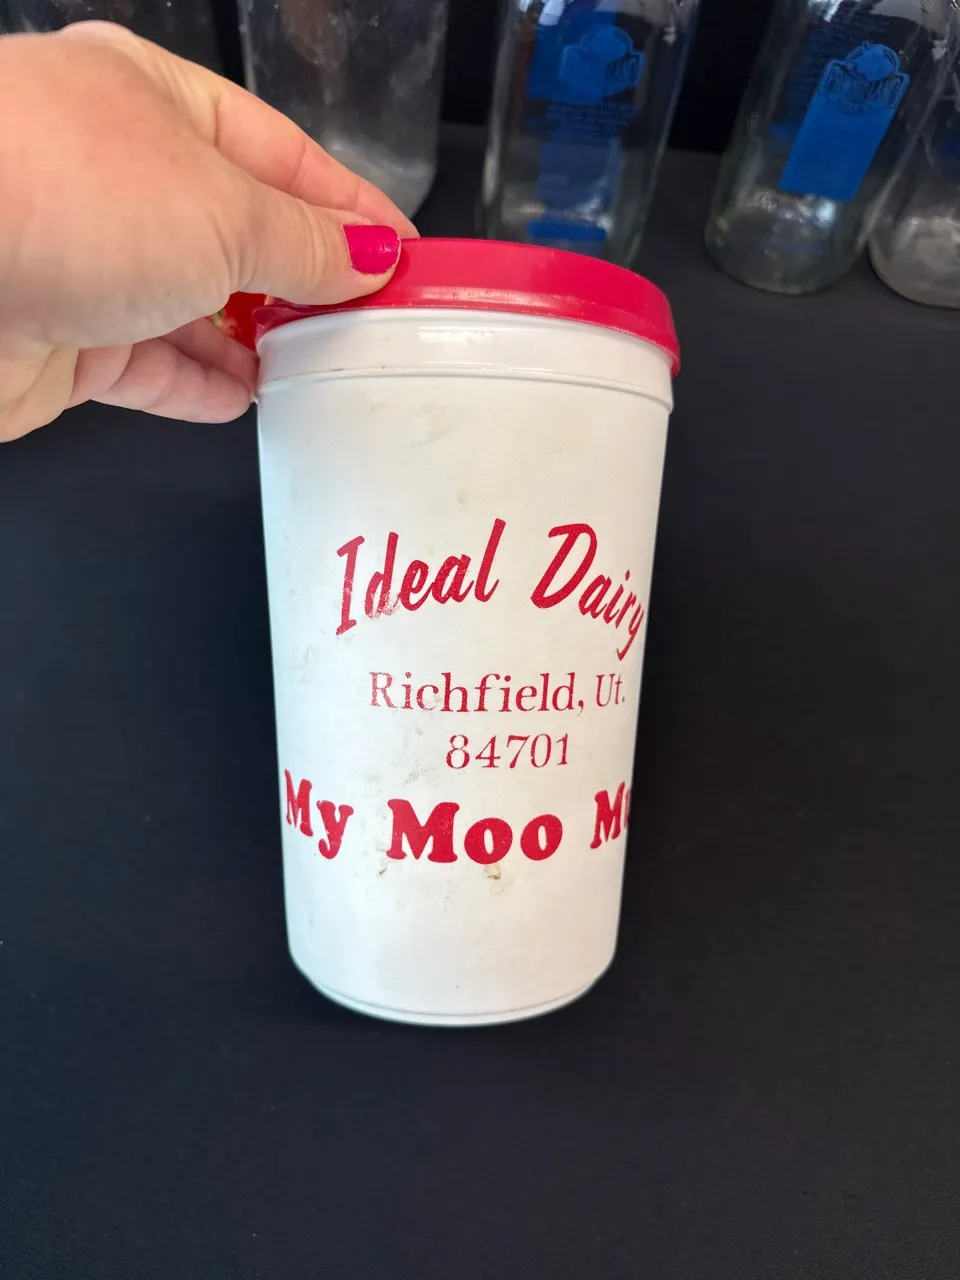 Ideal Dairy
Richfield, Ut.
84701
My Moo M